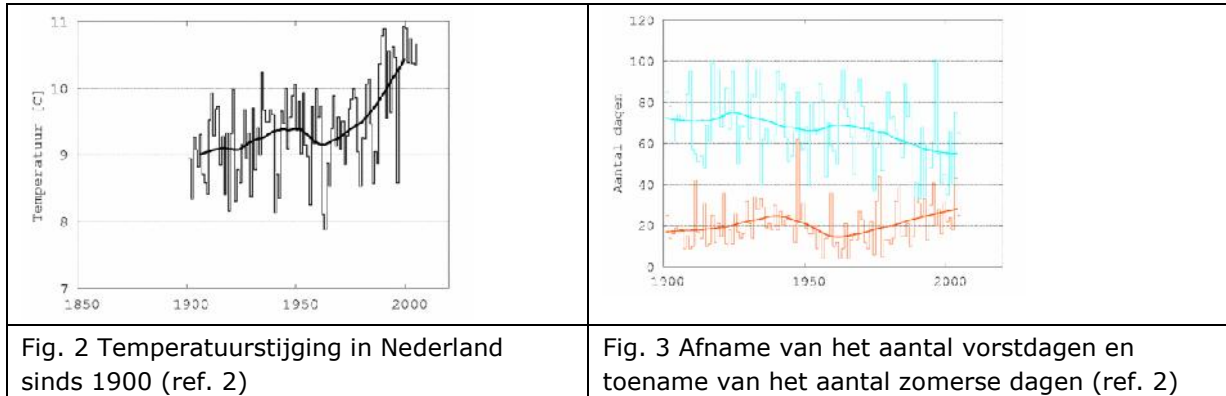 11
10
9
8
7
Temperatuur [C]
1850 1900 1950 2000
120
100
80
60
40
20
0
Aantal dagen
1900 1950 2000
Fig. 2 Temperatuurstijging in Nederland
sinds 1900 (ref. 2)
Fig. 3 Afname van het aantal vorstdagen en
toename van het aantal zomerse dagen (ref. 2)